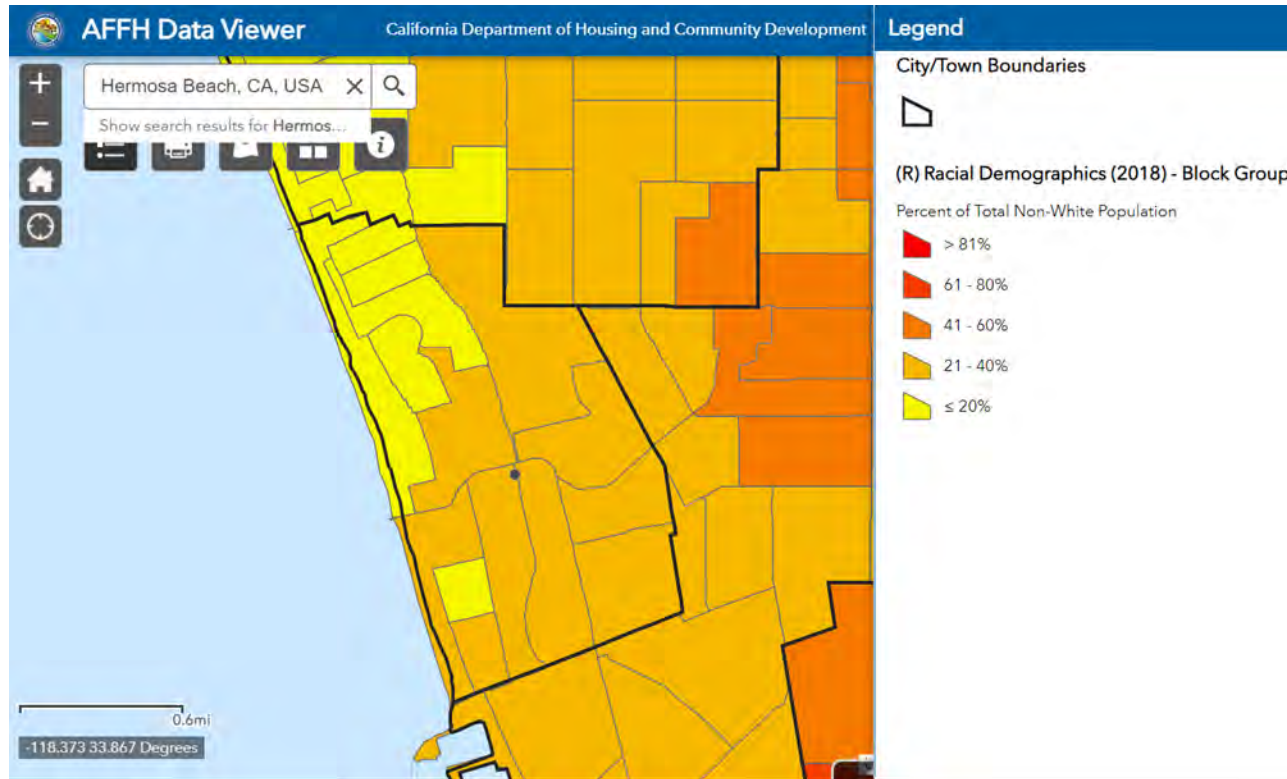 AFFH Data Viewer
California Department of Housing and Community Development
Legend
+
−
Hermosa Beach, CA, USA
Show search results for Hermos...
i
City/Town Boundaries
(R) Racial Demographics (2018) - Block Group
Percent of Total Non-White Population
> 81%
61 - 80%
41 - 60%
21 - 40%
≤ 20%
0.6mi
-118.373 33.867 Degrees